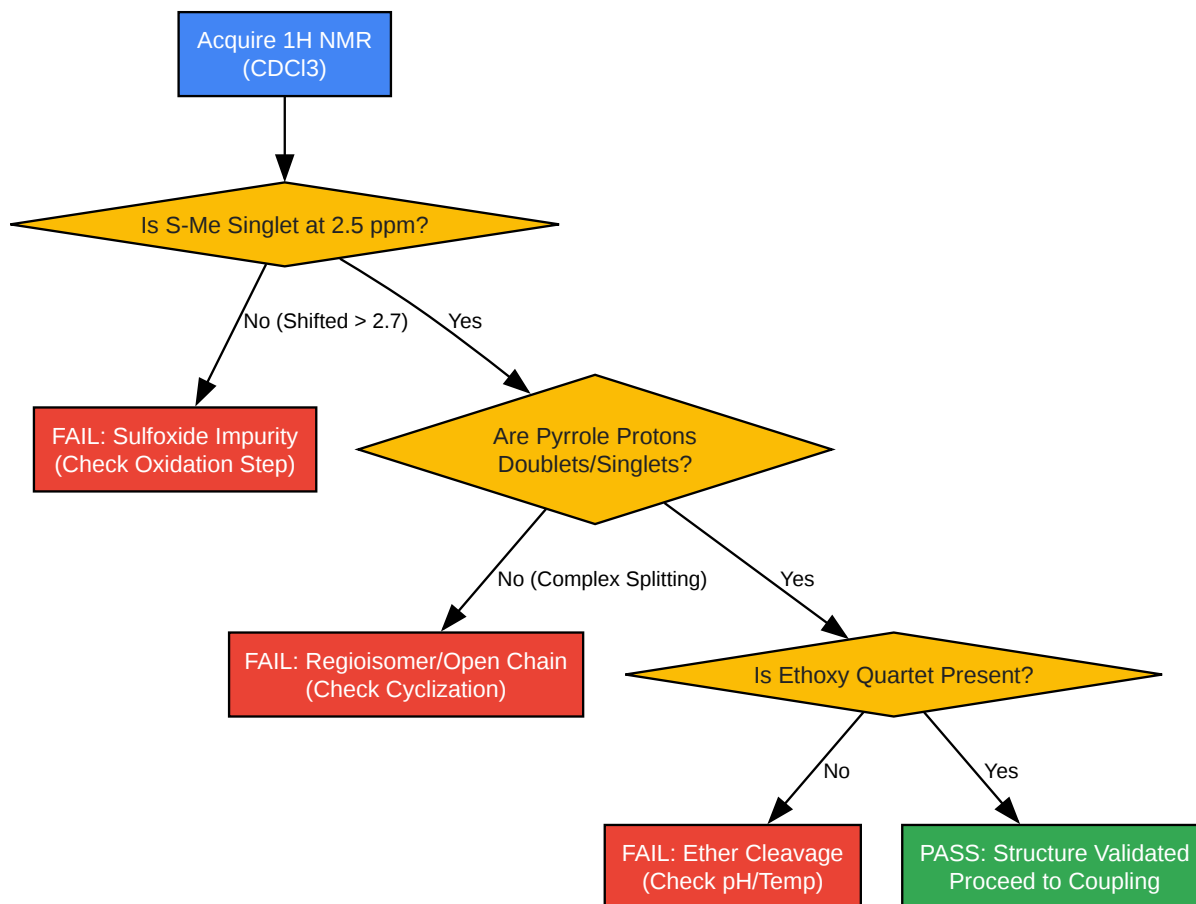 Acquire 1H NMR
(CDCl3)
Is S-Me Singlet at 2.5 ppm?
No (Shifted > 2.7)
Yes
FAIL: Sulfoxide Impurity
(Check Oxidation Step)
Are Pyrrole Protons
Doublets/Singlets?
No (Complex Splitting)
Yes
FAIL: Regioisomer/Open Chain
(Check Cyclization)
Is Ethoxy Quartet Present?
No
Yes
FAIL: Ether Cleavage
(Check pH/Temp)
PASS: Structure Validated
Proceed to Coupling